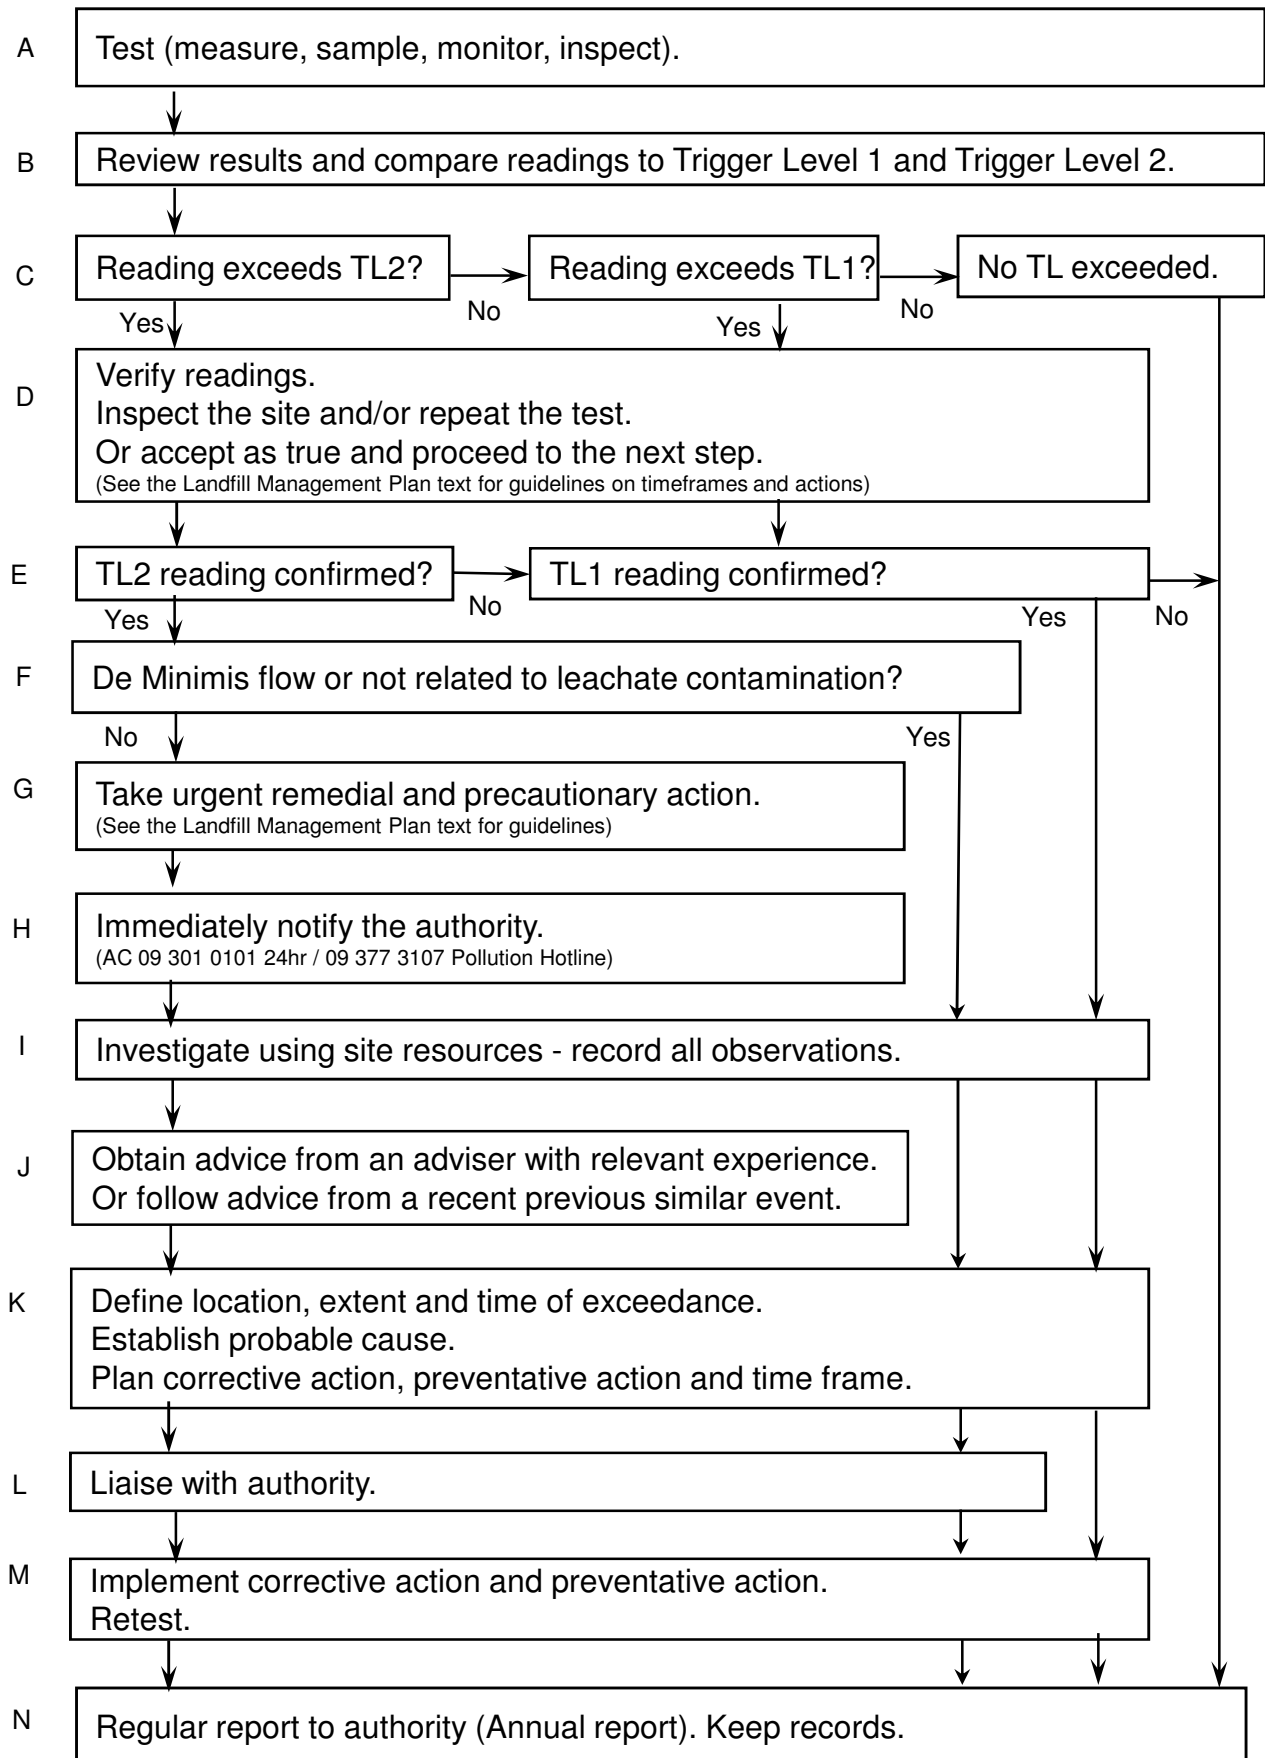 A
Test (measure, sample, monitor, inspect).
B
Review results and compare readings to Trigger Level 1 and Trigger Level 2.
C
Reading exceeds TL2?
No
Reading exceeds TL1?
No
No TL exceeded.
Yes
Yes
D
Verify readings.
Inspect the site and/or repeat the test.
Or accept as true and proceed to the next step.
(See the Landfill Management Plan text for guidelines on timeframes and actions)
E
TL2 reading confirmed?
No
TL1 reading confirmed?
Yes
Yes
No
F
De Minimis flow or not related to leachate contamination?
No
Yes
G
Take urgent remedial and precautionary action.
(See the Landfill Management Plan text for guidelines)
H
Immediately notify the authority.
(AC 09 301 0101 24hr / 09 377 3107 Pollution Hotline)
I
Investigate using site resources - record all observations.
J
Obtain advice from an adviser with relevant experience.
Or follow advice from a recent previous similar event.
K
Define location, extent and time of exceedance.
Establish probable cause.
Plan corrective action, preventative action and time frame.
L
Liaise with authority.
M
Implement corrective action and preventative action.
Retest.
N
Regular report to authority (Annual report). Keep records.